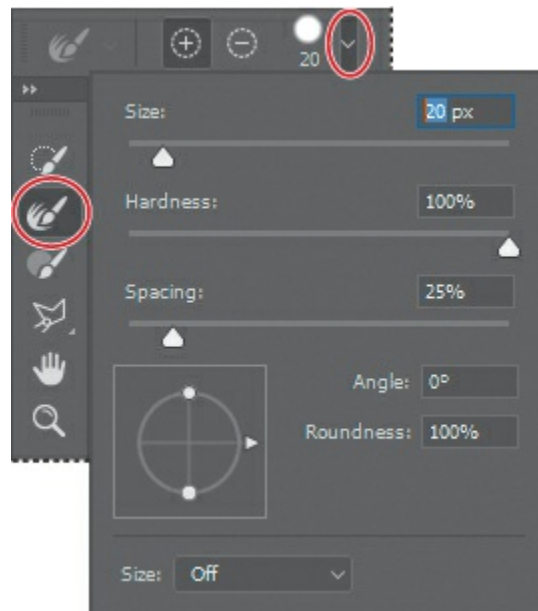 20
Size:
20 px
Hardness:
100%
Spacing:
25%
Angle: 0°
Roundness: 100%
Size: Off